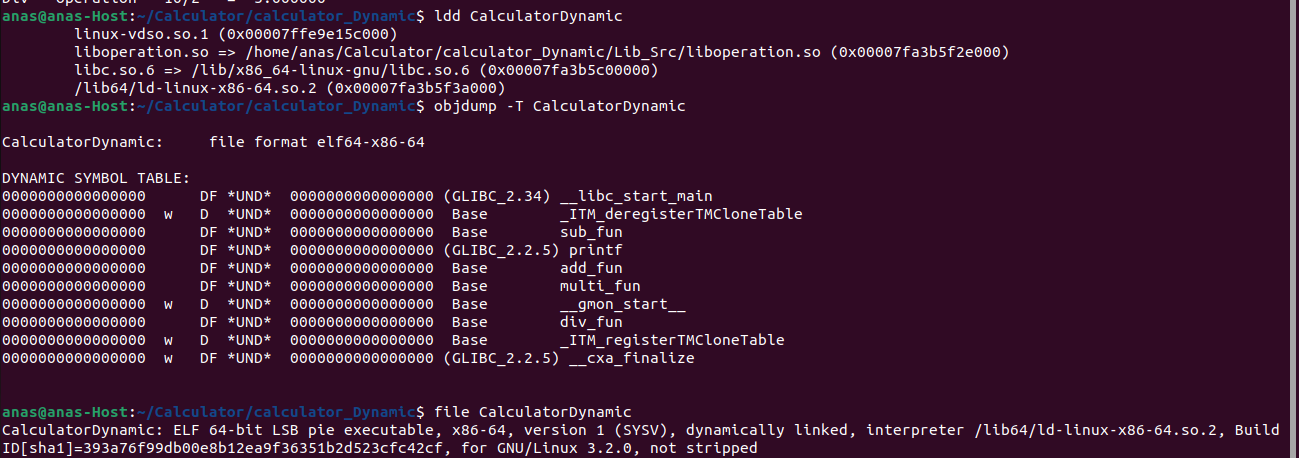 anas@anas-Host:~/Calculator/calculator_Dynamic$ ldd CalculatorDynamic
        linux-vdso.so.1 (0x00007ffe9e15c000)
        liboperation.so => /home/anas/Calculator/calculator_Dynamic/Lib_Src/liboperation.so (0x00007fa3b5f2e000)
        libc.so.6 => /lib/x86_64-linux-gnu/libc.so.6 (0x00007fa3b5c00000)
        /lib64/ld-linux-x86-64.so.2 (0x00007fa3b5f3a000)
anas@anas-Host:~/Calculator/calculator_Dynamic$ objdump -T CalculatorDynamic
CalculatorDynamic:     file format elf64-x86-64
DYNAMIC SYMBOL TABLE:
0000000000000000      DF *UND*  0000000000000000 (GLIBC_2.34) __libc_start_main
0000000000000000  w   D  *UND*  0000000000000000  Base        _ITM_deregisterTMCloneTable
0000000000000000      DF *UND*  0000000000000000  Base        sub_fun
0000000000000000      DF *UND*  0000000000000000 (GLIBC_2.2.5) printf
0000000000000000      DF *UND*  0000000000000000  Base        add_fun
0000000000000000      DF *UND*  0000000000000000  Base        multi_fun
0000000000000000  w   D  *UND*  0000000000000000  Base        __gmon_start__
0000000000000000      DF *UND*  0000000000000000  Base        div_fun
0000000000000000  w   D  *UND*  0000000000000000  Base        _ITM_registerTMCloneTable
0000000000000000  w   DF *UND*  0000000000000000 (GLIBC_2.2.5) __cxa_finalize
anas@anas-Host:~/Calculator/calculator_Dynamic$ file CalculatorDynamic
CalculatorDynamic: ELF 64-bit LSB pie executable, x86-64, version 1 (SYSV), dynamically linked, interpreter /lib64/ld-linux-x86-64.so.2, Build
ID[sha1]=393a76f99db00e8b12ea9f36351b2d523cfc42cf, for GNU/Linux 3.2.0, not stripped